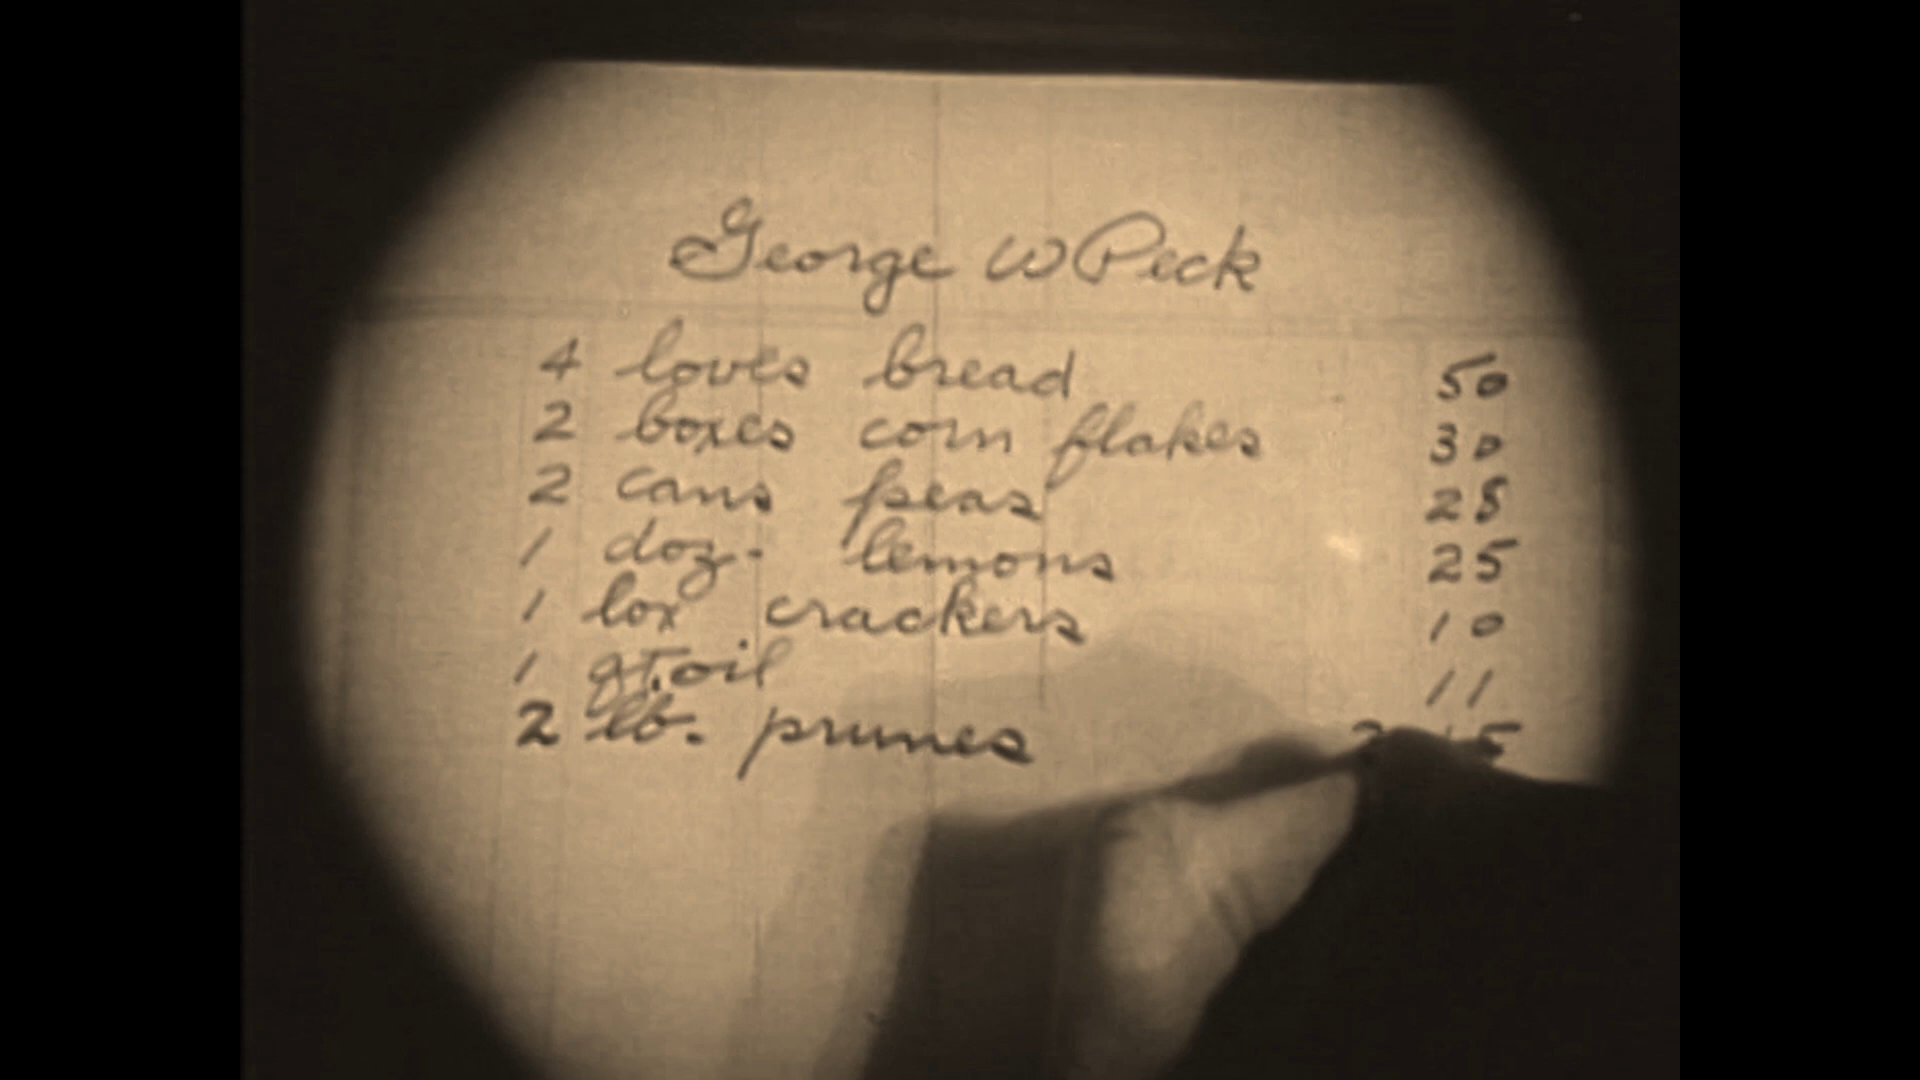 George W Peck
4 loves bread 50
2 boxes corn flakes 30
2 cans peas 25
1 doz. lemons 25
1 box crackers 10
1 qt. oil 11
2 lb. prunes